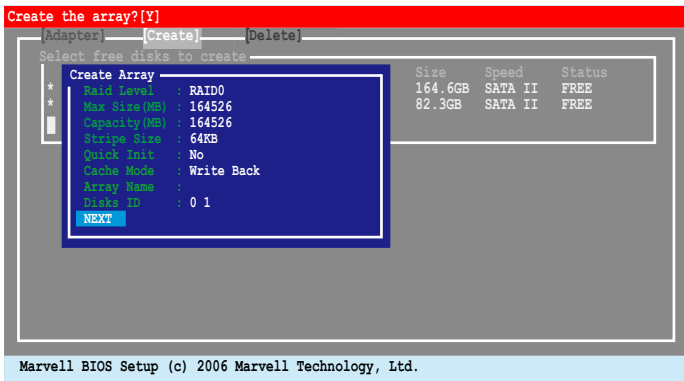 Create the array?[Y]
[Adapter] [Create] [Delete]
Select free disks to create
Size Speed Status
* 164.6GB SATA II FREE
* 82.3GB SATA II FREE
Create Array
Raid Level : RAID0
Max Size(MB) : 164526
Capacity(MB) : 164526
Stripe Size : 64KB
Quick Init : No
Cache Mode : Write Back
Array Name :
Disks ID : 0 1
NEXT
Marvell BIOS Setup (c) 2006 Marvell Technology, Ltd.